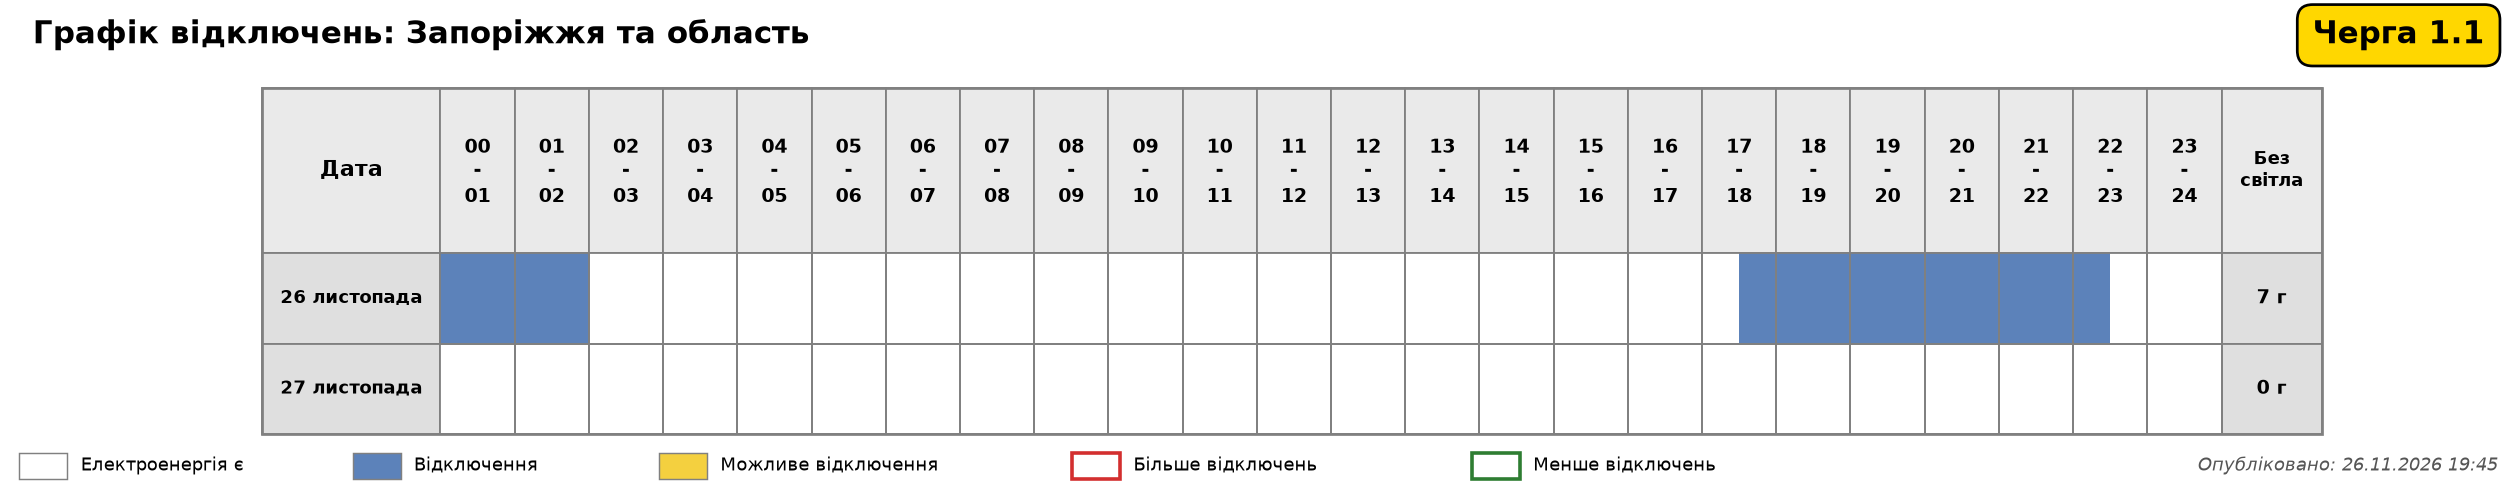 Графік відключень: Запоріжжя та область
Черга 1.1
Дата
00 - 01
01 - 02
02 - 03
03 - 04
04 - 05
05 - 06
06 - 07
07 - 08
08 - 09
09 - 10
10 - 11
11 - 12
12 - 13
13 - 14
14 - 15
15 - 16
16 - 17
17 - 18
18 - 19
19 - 20
20 - 21
21 - 22
22 - 23
23 - 24
Без
світла
26 листопада
7 г
27 листопада
0 г
Електроенергія є
Відключення
Можливе відключення
Більше відключень
Менше відключень
Опубліковано: 26.11.2026 19:45